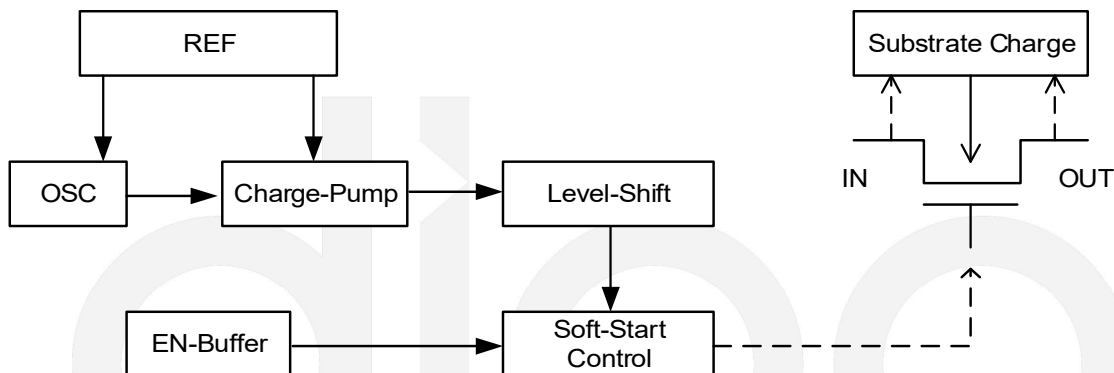 REF
Substrate Charge
OSC
Charge-Pump
Level-Shift
IN
OUT
EN-Buffer
Soft-Start
Control